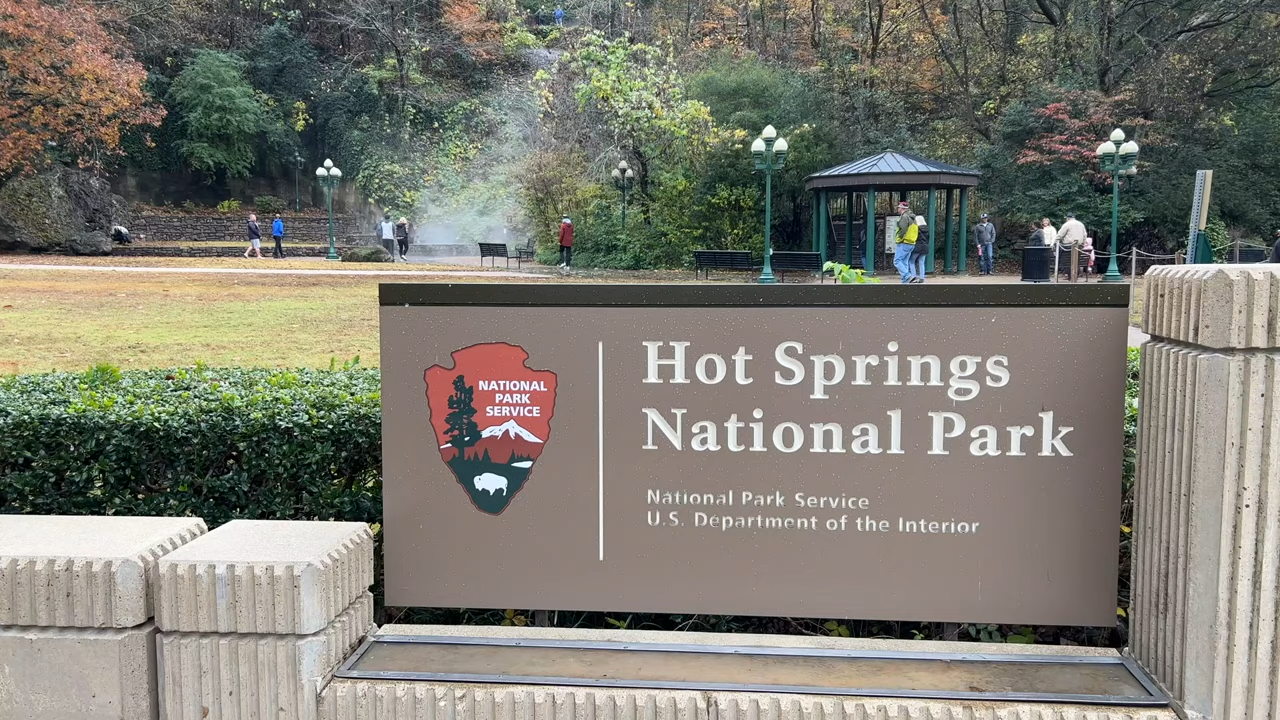 NATIONAL
PARK
SERVICE
Hot Springs
National Park
National Park Service
U.S. Department of the Interior